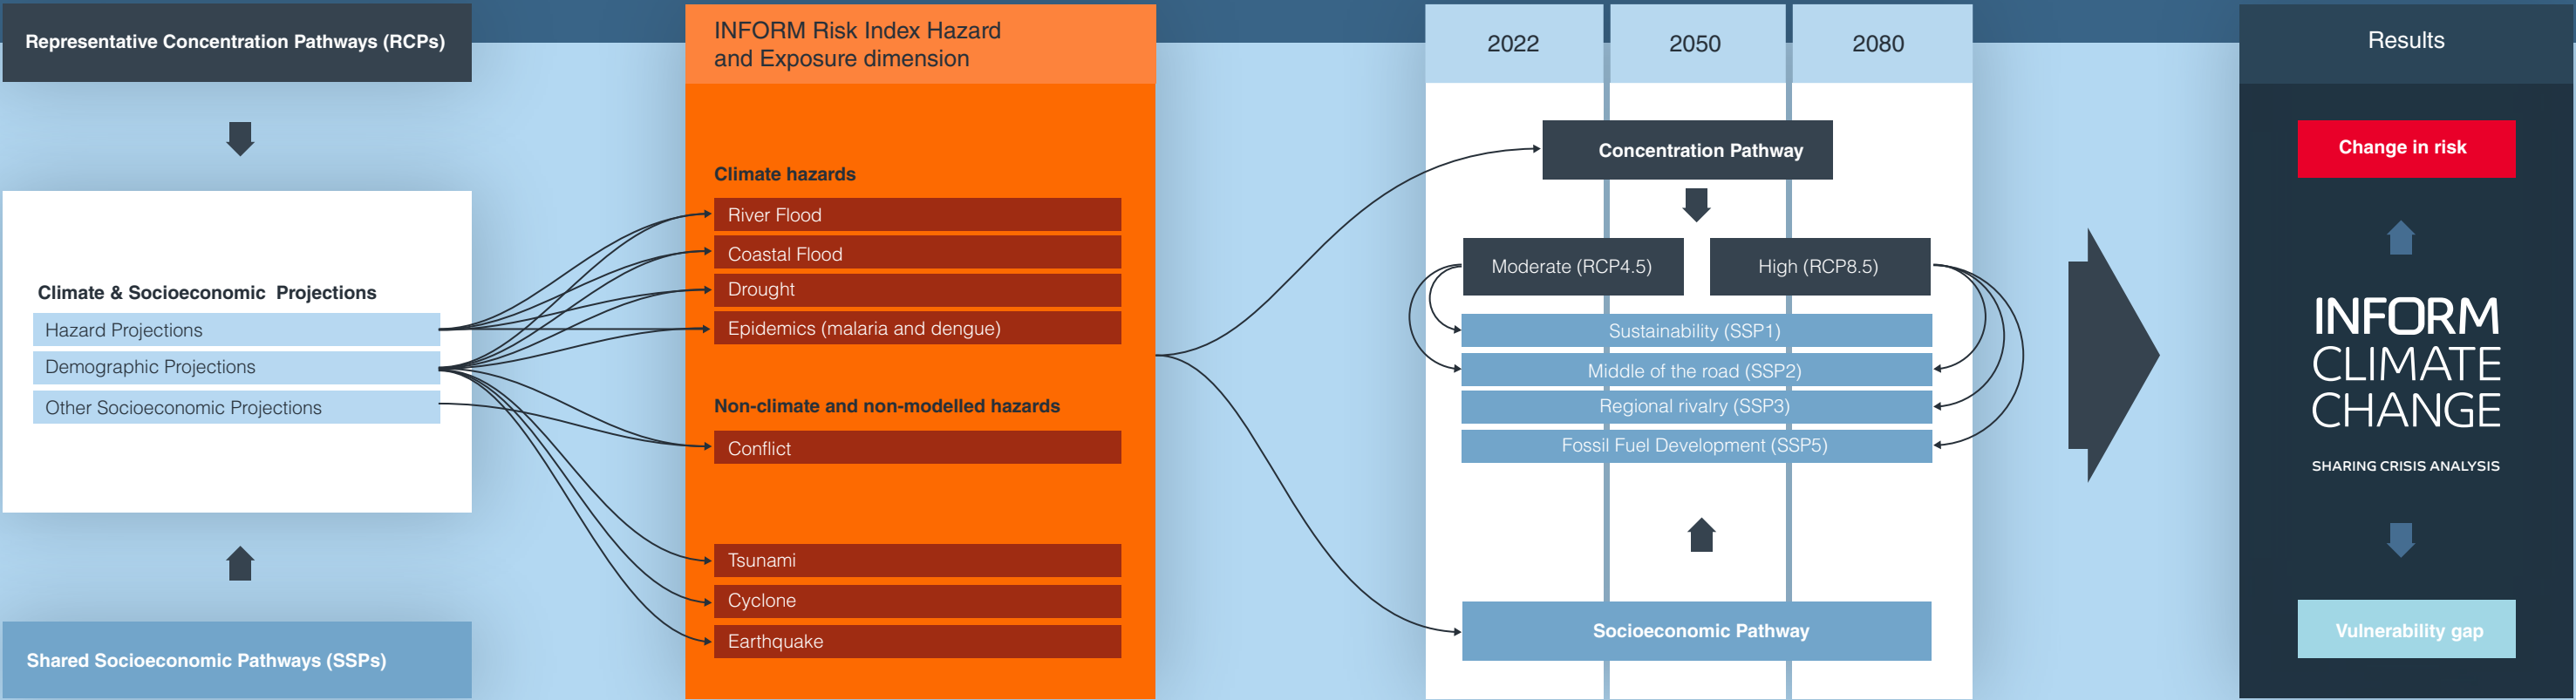 Representative Concentration Pathways (RCPs)
Climate & Socioeconomic Projections
Hazard Projections
Demographic Projections
Other Socioeconomic Projections
Shared Socioeconomic Pathways (SSPs)
INFORM Risk Index Hazard
and Exposure dimension
Climate hazards
River Flood
Coastal Flood
Drought
Epidemics (malaria and dengue)
Non-climate and non-modelled hazards
Conflict
Tsunami
Cyclone
Earthquake
2022 2050 2080
Concentration Pathway
Moderate (RCP4.5) High (RCP8.5)
Sustainability (SSP1)
Middle of the road (SSP2)
Regional rivalry (SSP3)
Fossil Fuel Development (SSP5)
Socioeconomic Pathway
Results
Change in risk
INFORM
CLIMATE
CHANGE
SHARING CRISIS ANALYSIS
Vulnerability gap